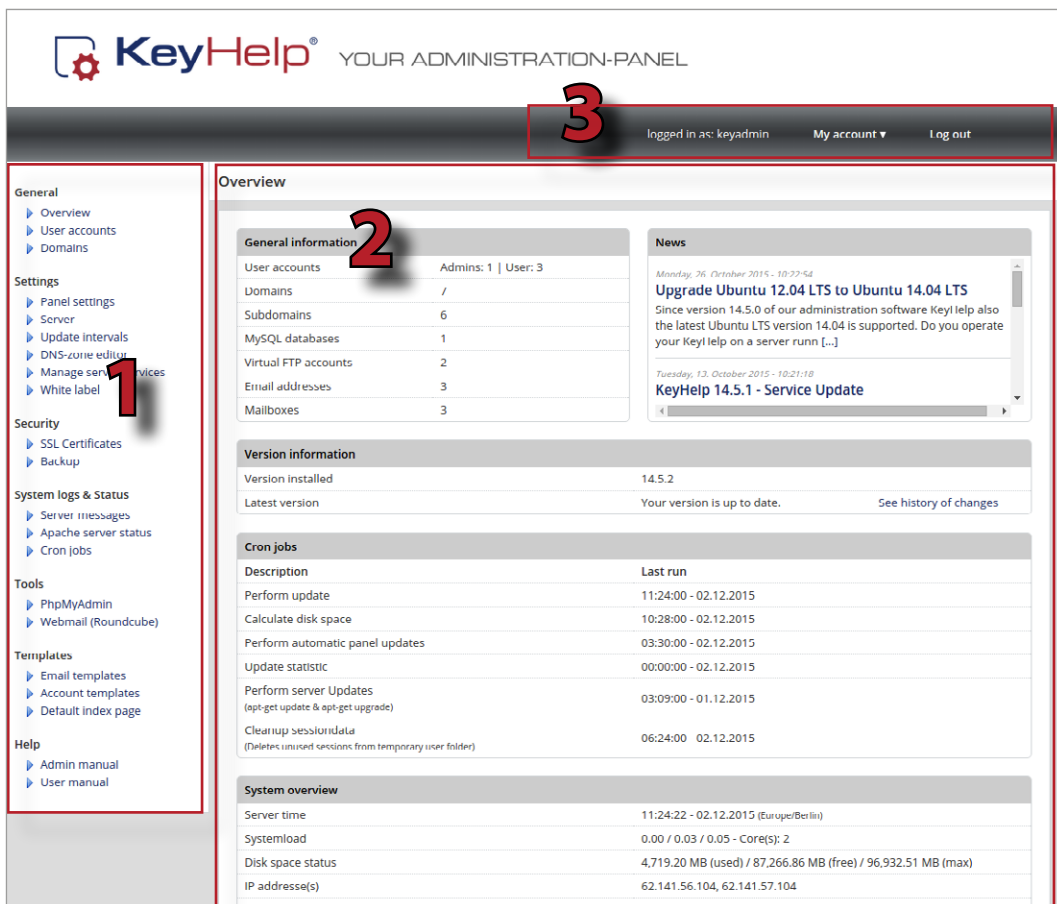 KeyHelp® YOUR ADMINISTRATION-PANEL
3
logged in as: keyadmin My account ▾ Log out
General
Overview
User accounts
Domains
Settings
Panel settings
Server
Update intervals
DNS-zone editor
Manage server services
White label
1
Security
SSL Certificates
Backup
System logs & Status
Server messages
Apache server status
Cron jobs
Tools
PhpMyAdmin
Webmail (Roundcube)
Templates
Email templates
Account templates
Default index page
Help
Admin manual
User manual
Overview
2
General information
User accounts Admins: 1 | User: 3
Domains
Subdomains 6
MySQL databases 1
Virtual FTP accounts 2
Email addresses 3
Mailboxes 3
News
Monday, 26. October 2015 - 10:22:54
Upgrade Ubuntu 12.04 LTS to Ubuntu 14.04 LTS
Since version 14.5.0 of our administration software KeyHelp also
the latest Ubuntu LTS version 14.04 is supported. Do you operate
your KeyHelp on a server runn [...]
Tuesday, 13. October 2015 - 10:21:18
KeyHelp 14.5.1 - Service Update
Version information
Version installed 14.5.2
Latest version Your version is up to date. See history of changes
Cron jobs
Description Last run
Perform update 11:24:00 - 02.12.2015
Calculate disk space 10:28:00 - 02.12.2015
Perform automatic panel updates 03:30:00 - 02.12.2015
Update statistic 00:00:00 - 02.12.2015
Perform server Updates 03:09:00 - 01.12.2015
(apt-get update & apt-get upgrade)
Cleanup sessiondata 06:24:00 02.12.2015
(Deletes unused sessions from temporary user folder)
System overview
Server time 11:24:22 - 02.12.2015 (Europe/Berlin)
Systemload 0.00 / 0.03 / 0.05 - Core(s): 2
Disk space status 4,719.20 MB (used) / 87,266.86 MB (free) / 96,932.51 MB (max)
IP addresse(s) 62.141.56.104, 62.141.57.104